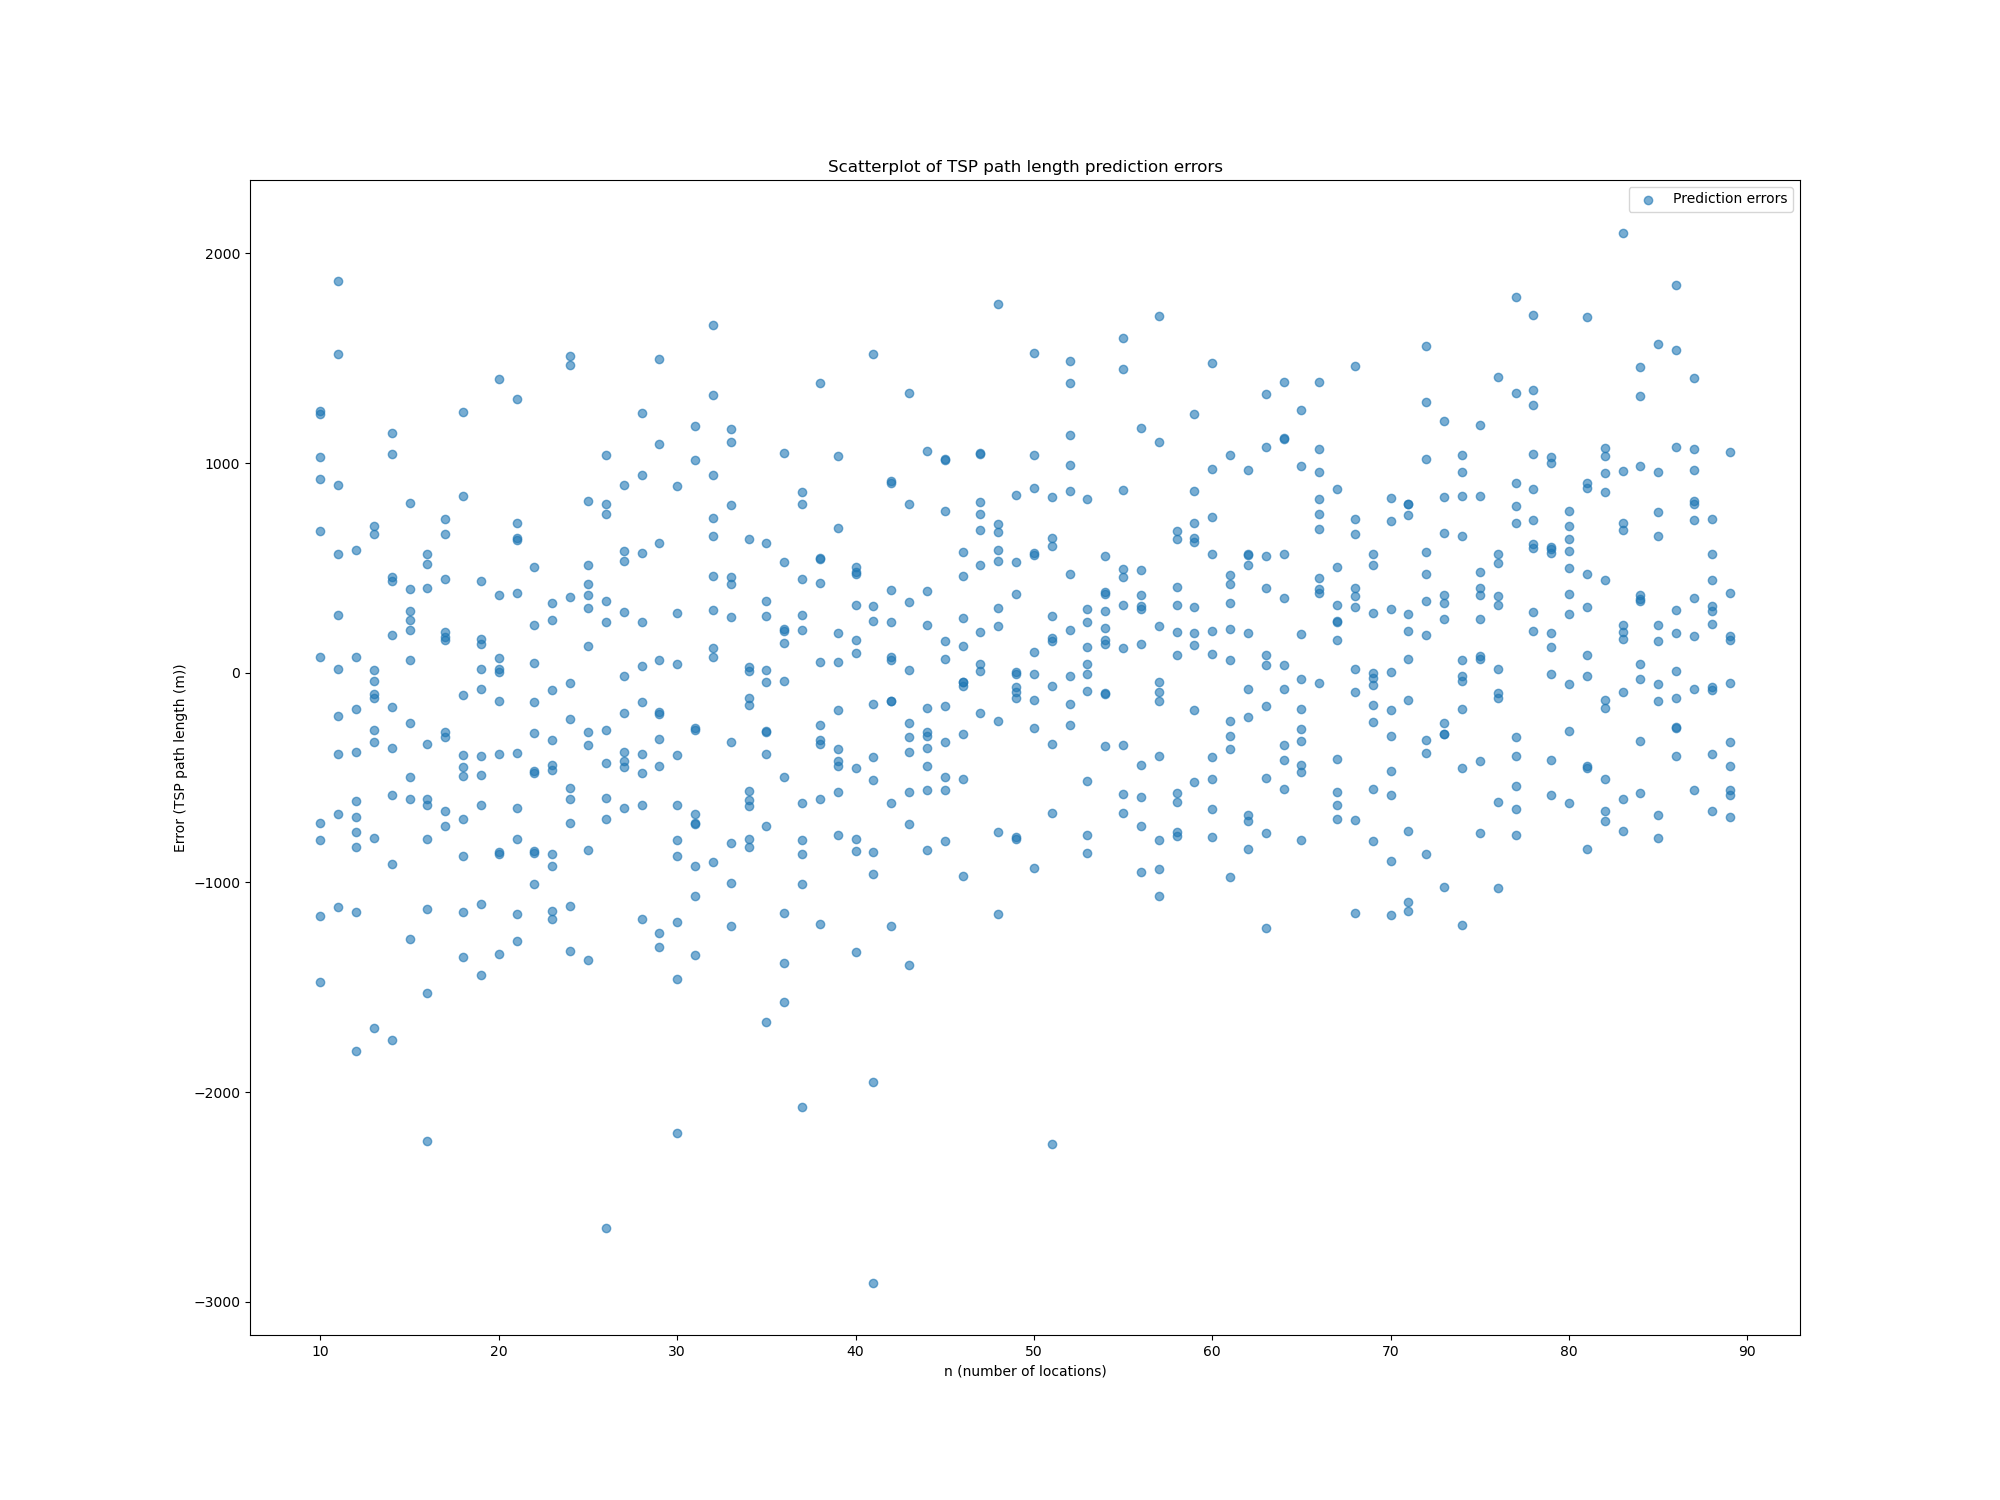 Scatterplot of TSP path length prediction errors
Prediction errors
Error (TSP path length (m))
2000
1000
0
−1000
−2000
−3000
10 20 30 40 50 60 70 80 90
n (number of locations)